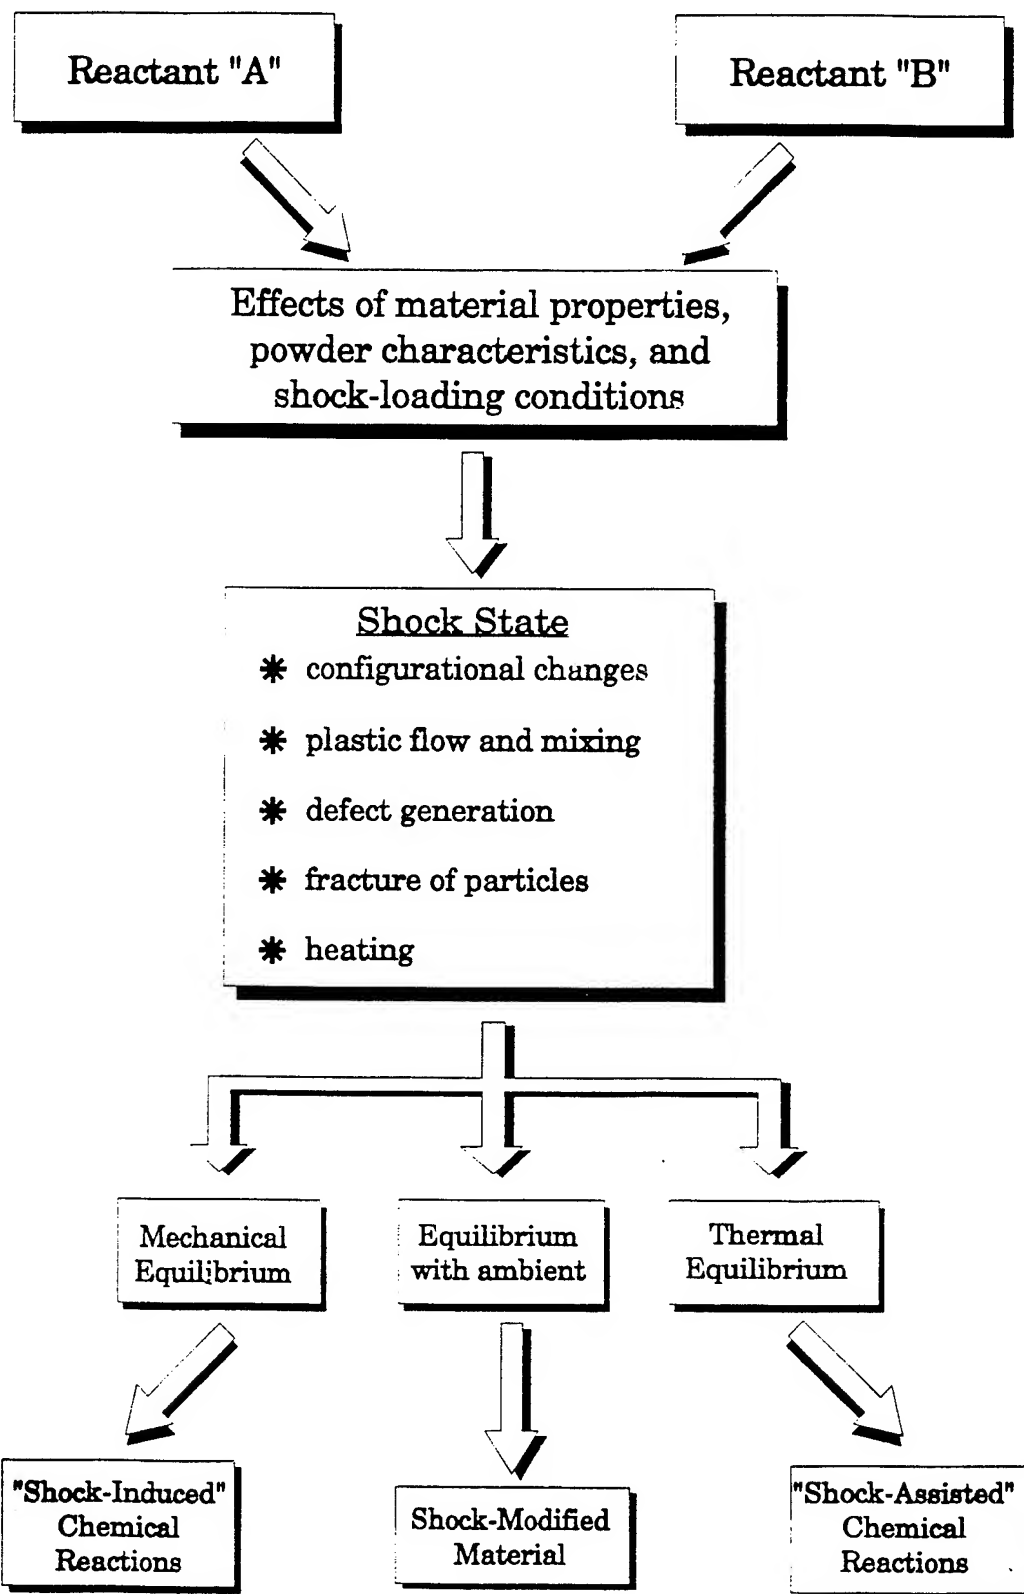 Reactant "A"
Reactant "B"
Effects of material properties,
powder characteristics, and
shock-loading conditions
Shock State
✷ configurational changes
✷ plastic flow and mixing
✷ defect generation
✷ fracture of particles
✷ heating
Mechanical
Equilibrium
Equilibrium
with ambient
Thermal
Equilibrium
"Shock-Induced"
Chemical
Reactions
Shock-Modified
Material
"Shock-Assisted"
Chemical
Reactions